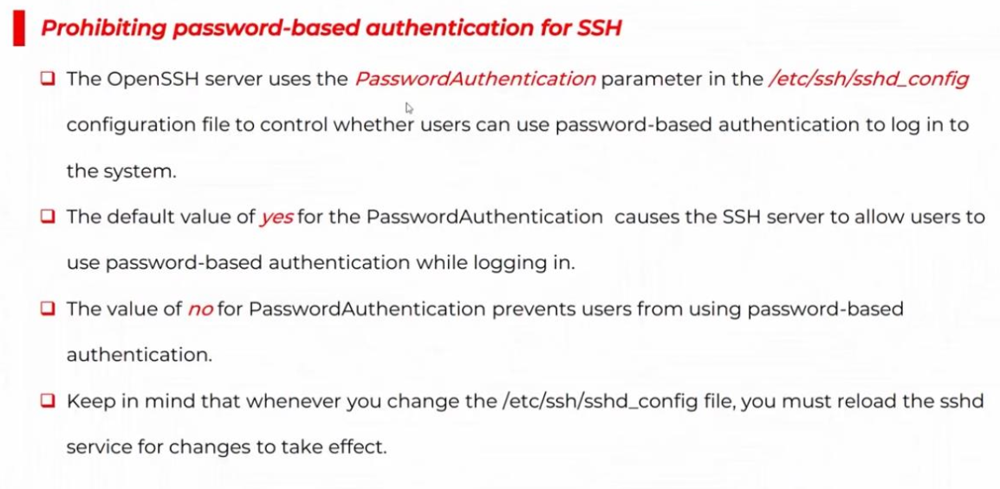 Prohibiting password-based authentication for SSH
The OpenSSH server uses the PasswordAuthentication parameter in the /etc/ssh/sshd_config
configuration file to control whether users can use password-based authentication to log in to
the system.
The default value of yes for the PasswordAuthentication  causes the SSH server to allow users to
use password-based authentication while logging in.
The value of no for PasswordAuthentication prevents users from using password-based
authentication.
Keep in mind that whenever you change the /etc/ssh/sshd_config file, you must reload the sshd
service for changes to take effect.